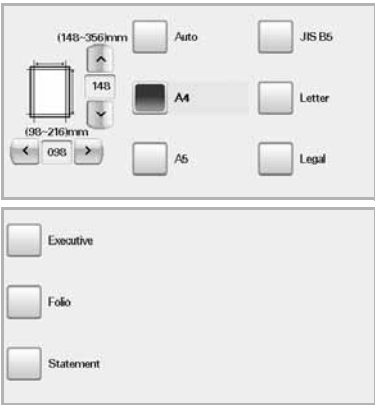 (148~356)mm Auto JIS B5
148
A4 Letter
(98~216)mm
098 A5 Legal
Executive
Folio
Statement